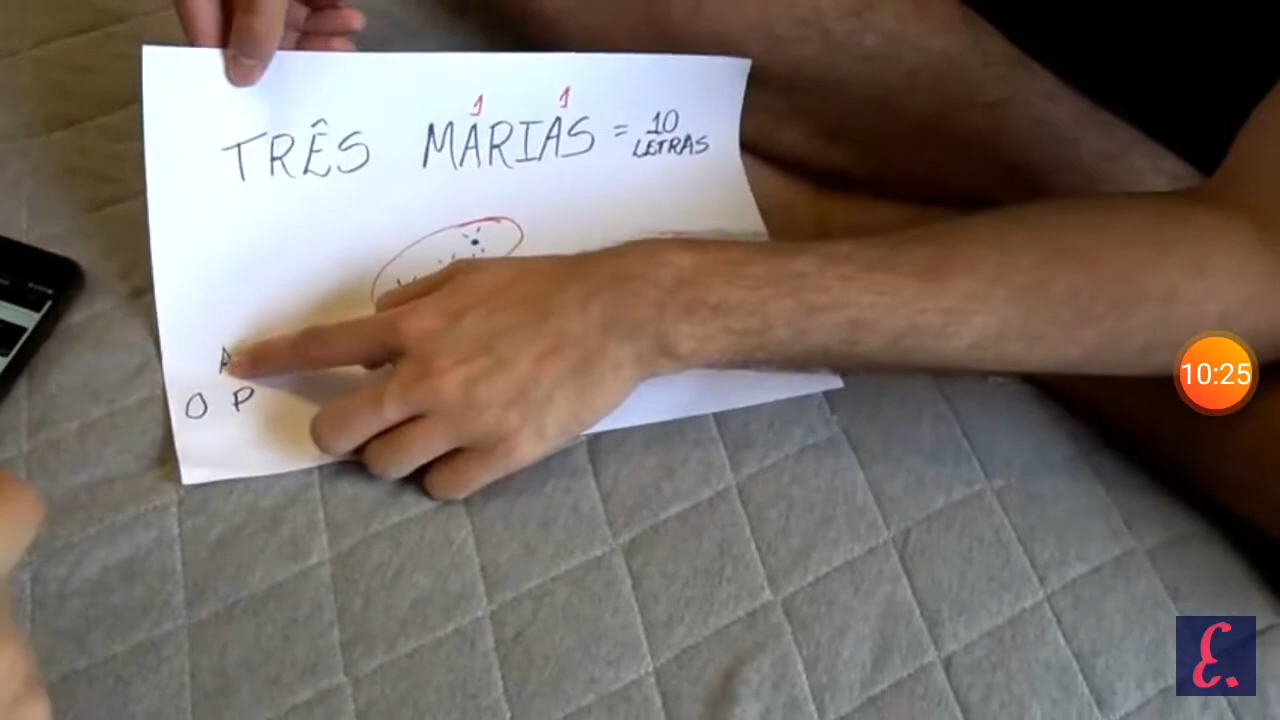 1 1
TRÊS MARIAS = 10
LETRAS
A
O P
10:25
E.